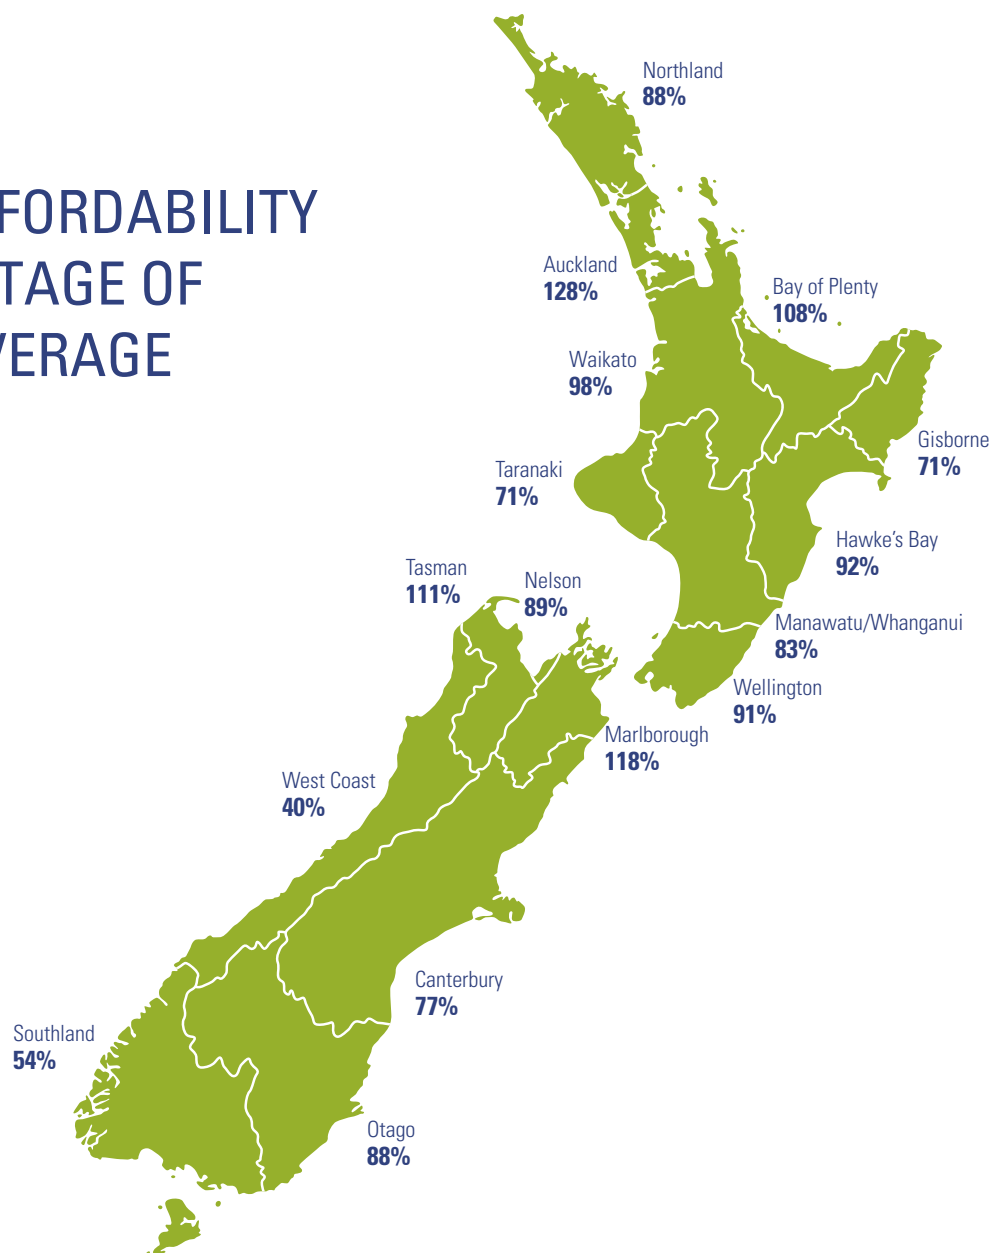 FFORDABILITY
TAGE OF
VERAGE
Northland
88%
Auckland
128%
Bay of Plenty
108%
Waikato
98%
Gisborne
71%
Taranaki
71%
Hawke's Bay
92%
Tasman
111%
Nelson
89%
Manawatu/Whanganui
83%
Wellington
91%
Marlborough
118%
West Coast
40%
Canterbury
77%
Southland
54%
Otago
88%